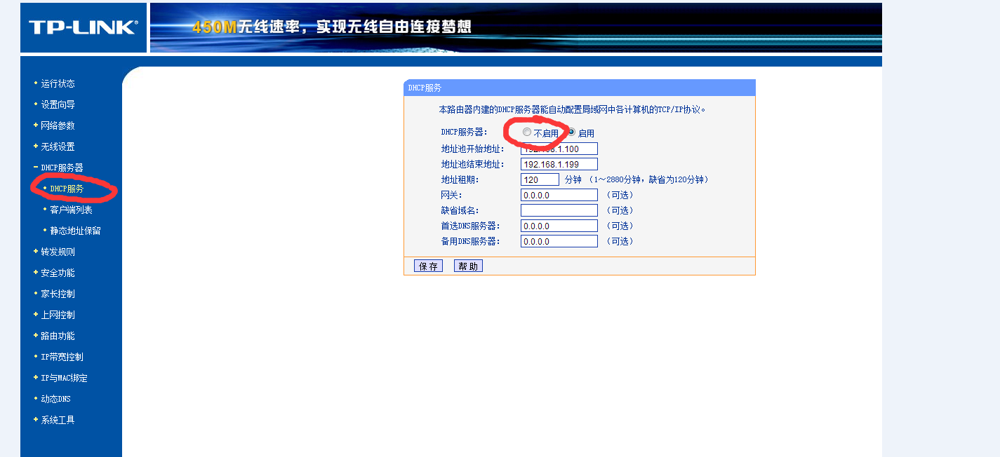 TP-LINK®
450M无线速率，实现无线自由连接梦想
运行状态
设置向导
网络参数
无线设置
DHCP服务器
DHCP服务
客户端列表
静态地址保留
转发规则
安全功能
家长控制
上网控制
路由功能
IP带宽控制
IP与MAC绑定
动态DNS
系统工具
DHCP服务
本路由器内建的DHCP服务器能自动配置局域网中各计算机的TCP/IP协议。
DHCP服务器： 不启用 启用
地址池开始地址： 192.168.1.100
地址池结束地址： 192.168.1.199
地址租期： 120 分钟 （1～2880分钟，缺省为120分钟）
网关： 0.0.0.0 （可选）
缺省域名： （可选）
首选DNS服务器： 0.0.0.0 （可选）
备用DNS服务器： 0.0.0.0 （可选）
保存 帮助